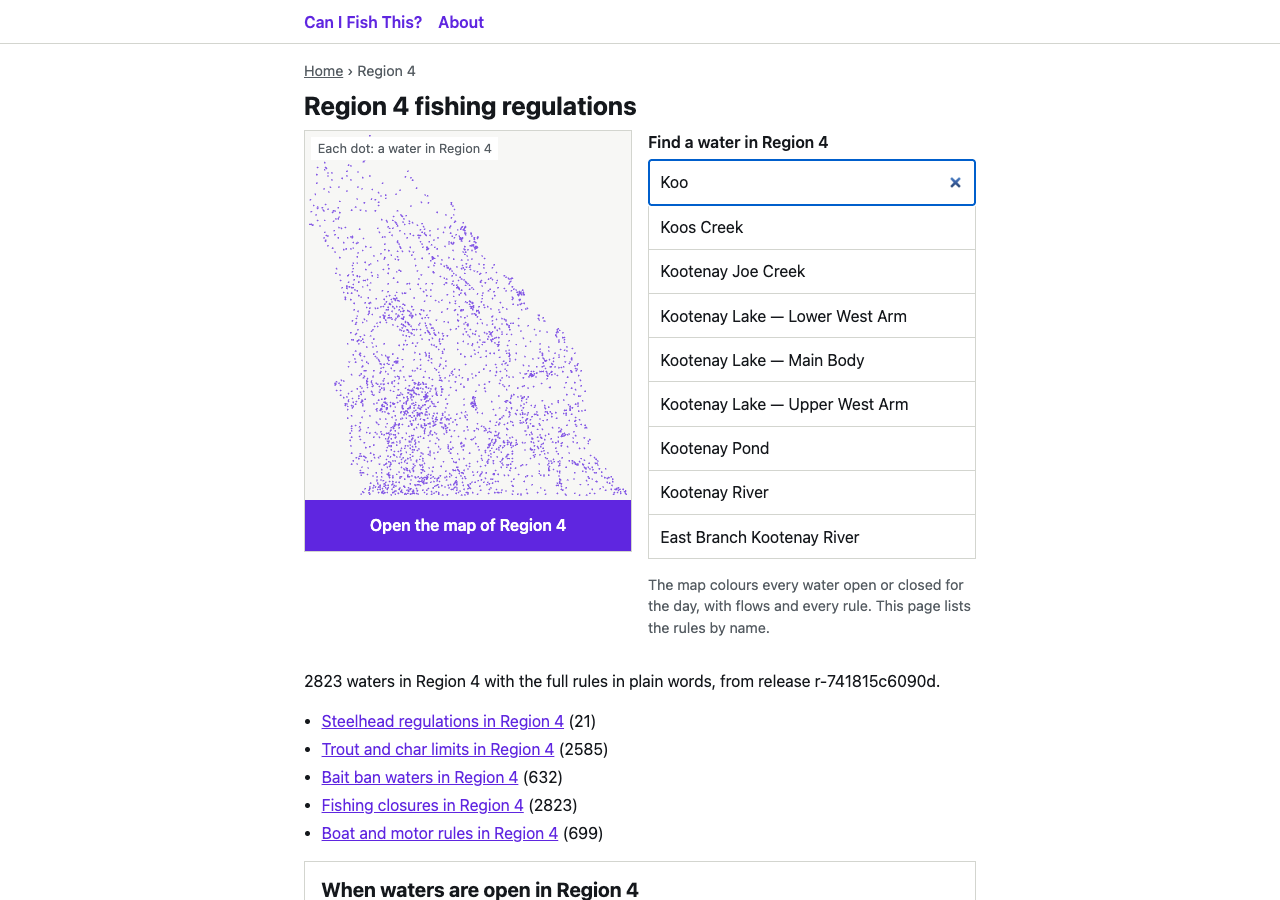 Can I Fish This? About
Home › Region 4
Region 4 fishing regulations
Each dot: a water in Region 4
Open the map of Region 4
Find a water in Region 4
Koo
Koos Creek
Kootenay Joe Creek
Kootenay Lake — Lower West Arm
Kootenay Lake — Main Body
Kootenay Lake — Upper West Arm
Kootenay Pond
Kootenay River
East Branch Kootenay River
The map colours every water open or closed for
the day, with flows and every rule. This page lists
the rules by name.
2823 waters in Region 4 with the full rules in plain words, from release r-741815c6090d.
• Steelhead regulations in Region 4 (21)
• Trout and char limits in Region 4 (2585)
• Bait ban waters in Region 4 (632)
• Fishing closures in Region 4 (2823)
• Boat and motor rules in Region 4 (699)
When waters are open in Region 4